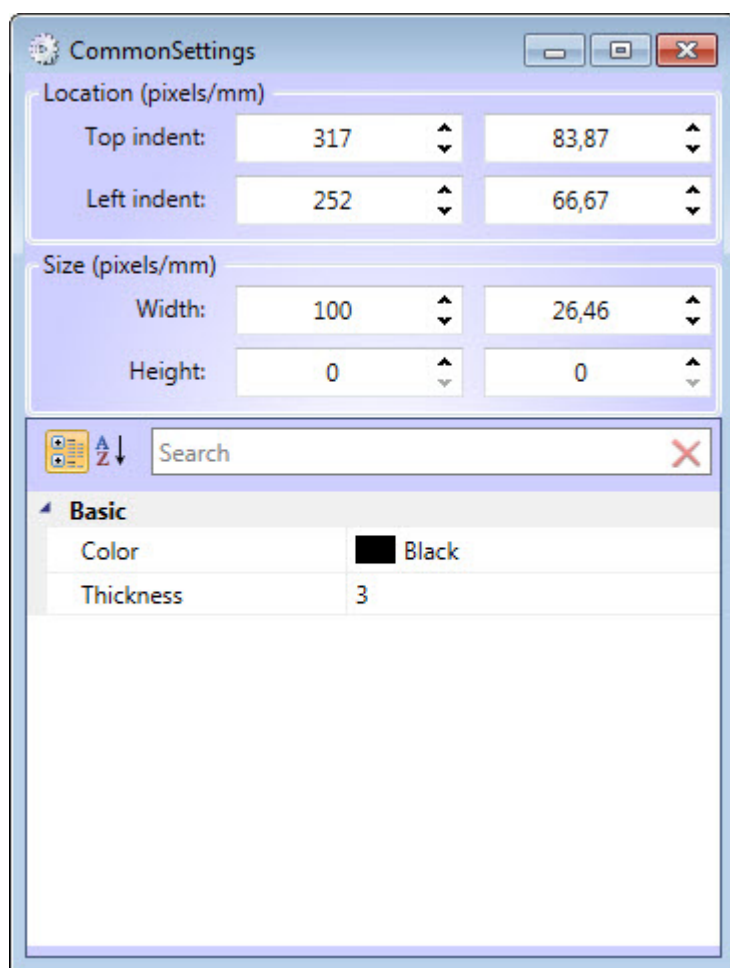 CommonSettings
Location (pixels/mm)
Top indent: 317 83,87
Left indent: 252 66,67
Size (pixels/mm)
Width: 100 26,46
Height: 0 0
A Z Search
Basic
Color Black
Thickness 3